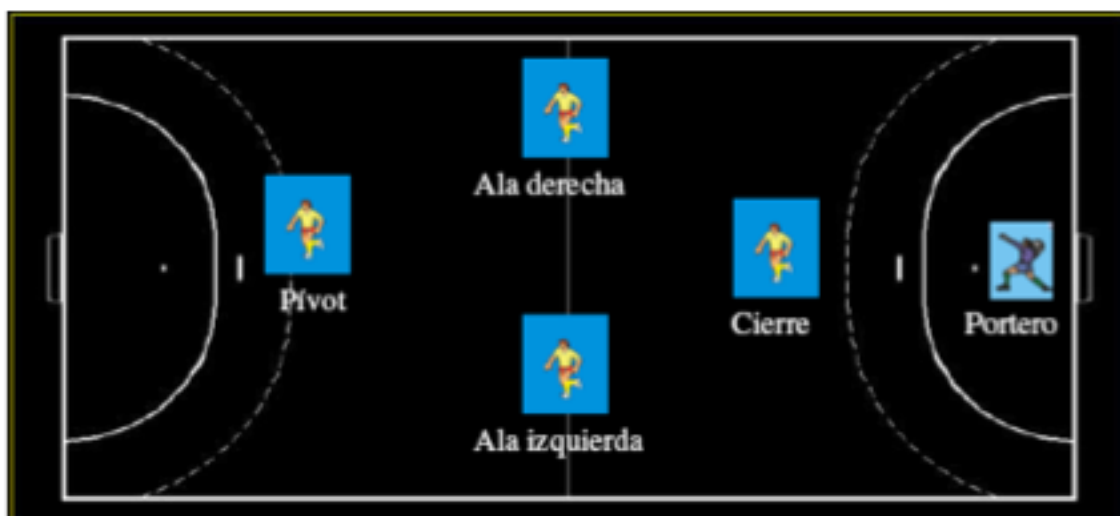 Ala derecha
Pívot
Cierre
Portero
Ala izquierda